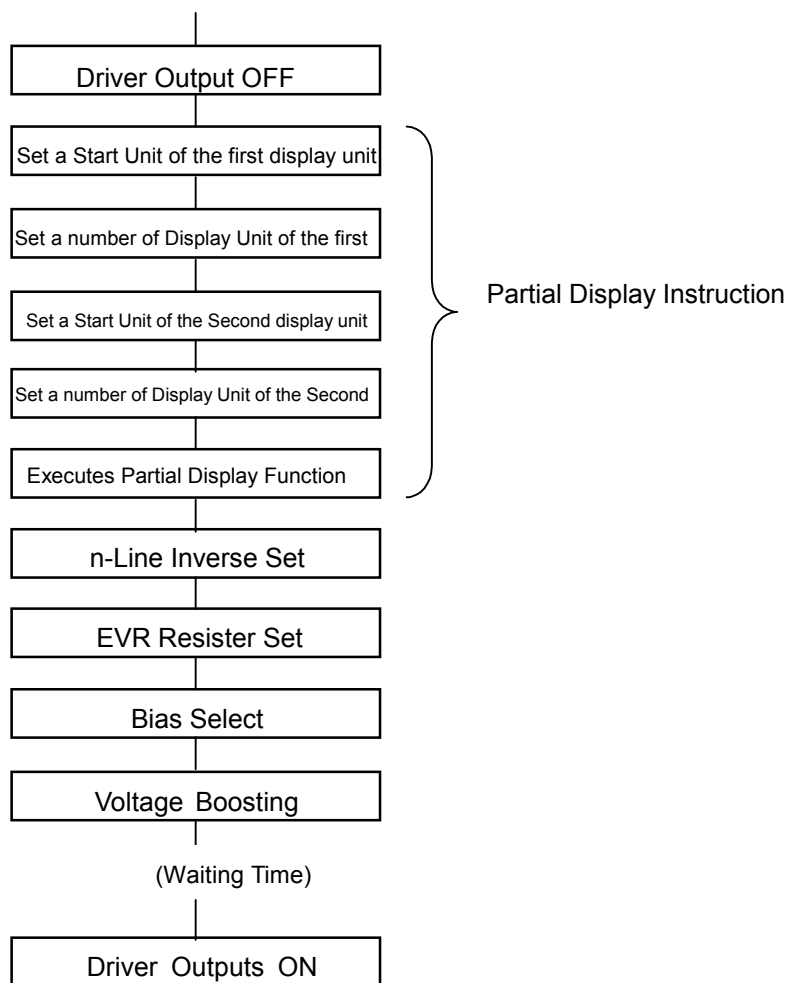 Driver Output OFF
Set a Start Unit of the first display unit
Set a number of Display Unit of the first
Set a Start Unit of the Second display unit
Set a number of Display Unit of the Second
Executes Partial Display Function
Partial Display Instruction
n-Line Inverse Set
EVR Resister Set
Bias Select
Voltage Boosting
(Waiting Time)
Driver Outputs ON